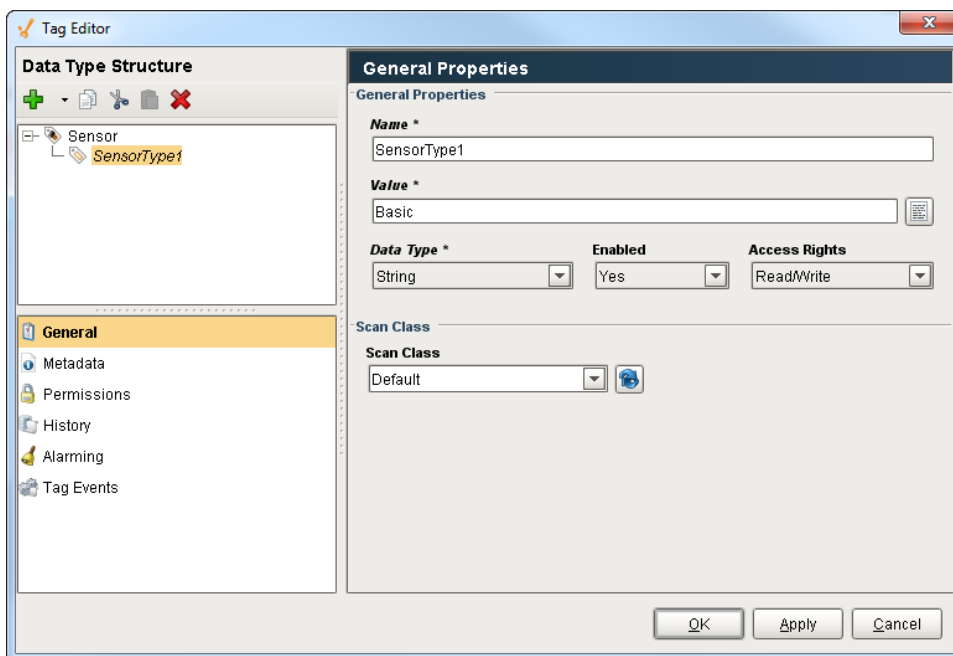 Tag Editor
Data Type Structure
Sensor
SensorType1
General
Metadata
Permissions
History
Alarming
Tag Events
General Properties
General Properties
Name *
SensorType1
Value *
Basic
Data Type * Enabled Access Rights
String Yes Read/Write
Scan Class
Scan Class
Default
OK Apply Cancel